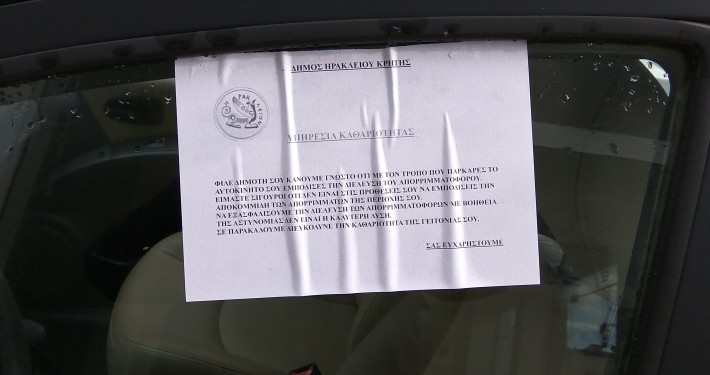 ΔΗΜΟΣ ΗΡΑΚΛΕΙΟΥ ΚΡΗΤΗΣ
ΥΠΗΡΕΣΙΑ ΚΑΘΑΡΙΟΤΗΤΑΣ
ΦΙΛΕ ΔΗΜΟΤΗ ΣΟΥ ΚΑΝΟΥΜΕ ΓΝΩΣΤΟ ΟΤΙ ΜΕ ΤΟΝ ΤΡΟΠΟ ΠΟΥ ΠΑΡΚΑΡΕΣ ΤΟ
ΑΥΤΟΚΙΝΗΤΟ ΣΟΥ ΕΜΠΟΔΙΣΕΣ ΤΗΝ ΔΙΕΛΕΥΣΗ ΤΟΥ ΑΠΟΡΡΙΜΜΑΤΟΦΟΡΟΥ.
ΕΙΜΑΣΤΕ ΣΙΓΟΥΡΟΙ ΟΤΙ ΔΕΝ ΕΙΝΑΙ ΣΤΙΣ ΠΡΟΘΕΣΕΙΣ ΣΟΥ ΝΑ ΕΜΠΟΔΙΣΕΙΣ ΤΗΝ
ΑΠΟΚΟΜΙΔΗ ΤΩΝ ΑΠΟΡΡΙΜΜΑΤΩΝ ΤΗΣ ΠΕΡΙΟΧΗΣ ΣΟΥ.
ΝΑ ΕΞΑΣΦΑΛΙΣΟΥΜΕ ΤΗΝ ΔΙΕΛΕΥΣΗ ΤΩΝ ΑΠΟΡΡΙΜΜΑΤΟΦΟΡΩΝ ΜΕ ΒΟΗΘΕΙΑ
ΤΗΣ ΑΣΤΥΝΟΜΙΑΣ ΔΕΝ ΕΙΝΑΙ Η ΚΑΛΥΤΕΡΗ ΛΥΣΗ.
ΣΕ ΠΑΡΑΚΑΛΟΥΜΕ ΔΙΕΥΚΟΛΥΝΕ ΤΗΝ ΚΑΘΑΡΙΟΤΗΤΑ ΤΗΣ ΓΕΙΤΟΝΙΑΣ ΣΟΥ.
ΣΑΣ ΕΥΧΑΡΙΣΤΟΥΜΕ